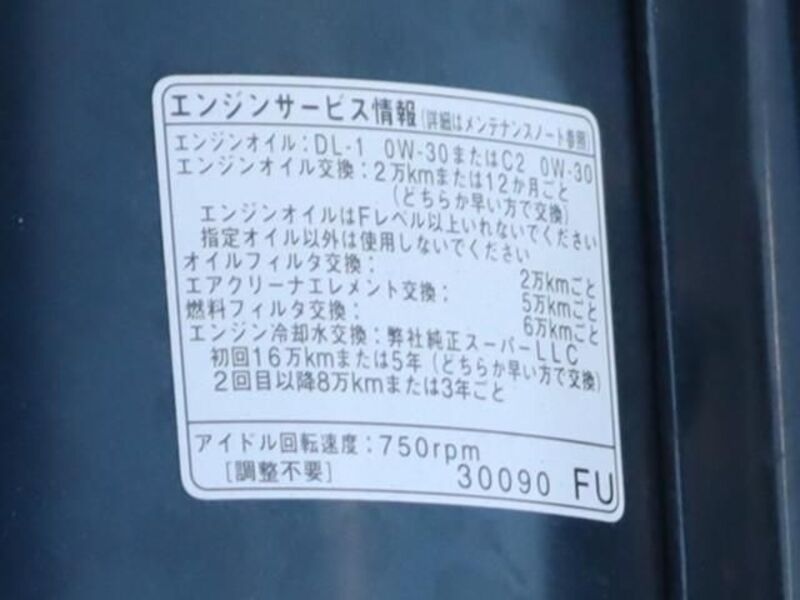 エンジンサービス情報(詳細はメンテナンスノート参照)
エンジンオイル:DL-1 0W-30またはC2 0W-30
エンジンオイル交換:2万kmまたは12か月ごと
(どちらか早い方で交換)
エンジンオイルはFレベル以上いれないでください
指定オイル以外は使用しないでください
オイルフィルタ交換: 2万kmごと
エアクリーナエレメント交換: 5万kmごと
燃料フィルタ交換: 6万kmごと
エンジン冷却水交換:弊社純正スーパーLLC
初回16万kmまたは5年(どちらか早い方で交換)
2回目以降8万kmまたは3年ごと
アイドル回転速度:750rpm
[調整不要] 30090 FU